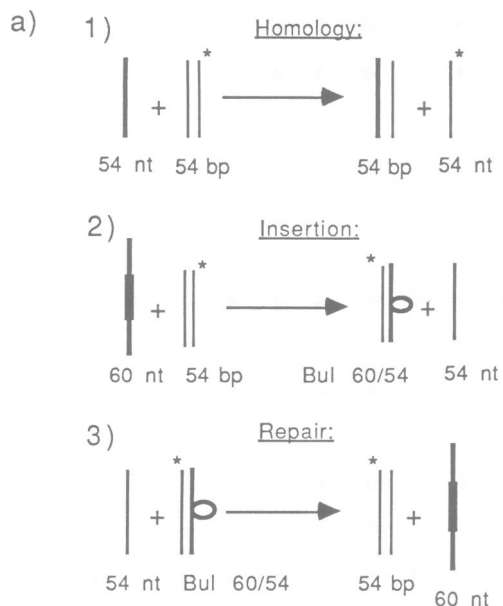 a)
1) Homology:
* *
+ +
54 nt 54 bp 54 bp 54 nt
2) Insertion:
* *
+ +
60 nt 54 bp Bul 60/54 54 nt
3) Repair:
* *
+ +
54 nt Bul 60/54 54 bp 60 nt